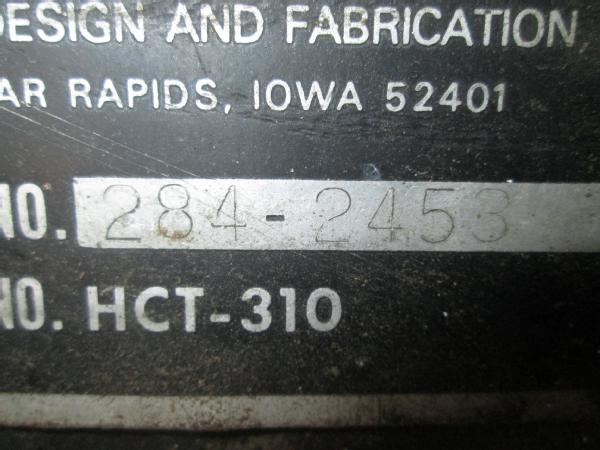 DESIGN AND FABRICATION,
AR RAPIDS, IOWA 52401
NO. 284-2453
NO. HCT-310